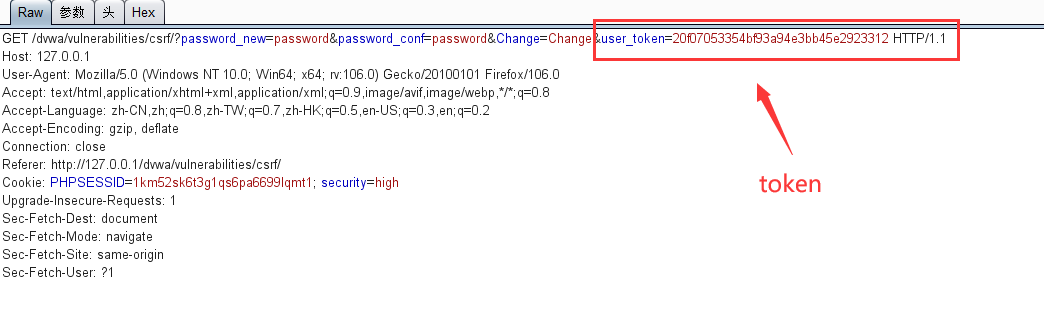 Raw 参数 头 Hex
GET /dvwa/vulnerabilities/csrf/?password_new=password&password_conf=password&Change=Change&user_token=20f07053354bf93a94e3bb45e2923312 HTTP/1.1
Host: 127.0.0.1
User-Agent: Mozilla/5.0 (Windows NT 10.0; Win64; x64; rv:106.0) Gecko/20100101 Firefox/106.0
Accept: text/html,application/xhtml+xml,application/xml;q=0.9,image/avif,image/webp,*/*;q=0.8
Accept-Language: zh-CN,zh;q=0.8,zh-TW;q=0.7,zh-HK;q=0.5,en-US;q=0.3,en;q=0.2
Accept-Encoding: gzip, deflate
Connection: close
Referer: http://127.0.0.1/dvwa/vulnerabilities/csrf/
Cookie: PHPSESSID=1km52sk6t3g1qs6pa6699lqmt1; security=high
Upgrade-Insecure-Requests: 1
Sec-Fetch-Dest: document
Sec-Fetch-Mode: navigate
Sec-Fetch-Site: same-origin
Sec-Fetch-User: ?1
token